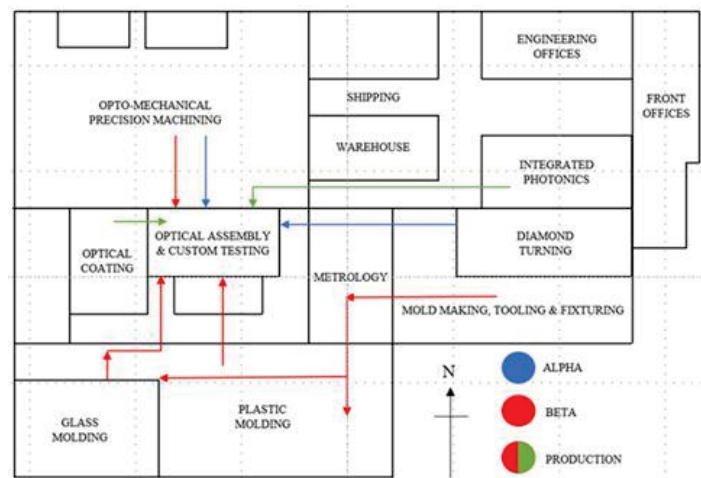 ENGINEERING
OFFICES
OPTO-MECHANICAL
PRECISION MACHINING
SHIPPING
FRONT
OFFICES
WAREHOUSE
INTEGRATED
PHOTONICS
OPTICAL
COATING
OPTICAL ASSEMBLY
& CUSTOM TESTING
METROLOGY
DIAMOND
TURNING
MOLD MAKING, TOOLING & FIXTURING
GLASS
MOLDING
PLASTIC
MOLDING
N
ALPHA
BETA
PRODUCTION